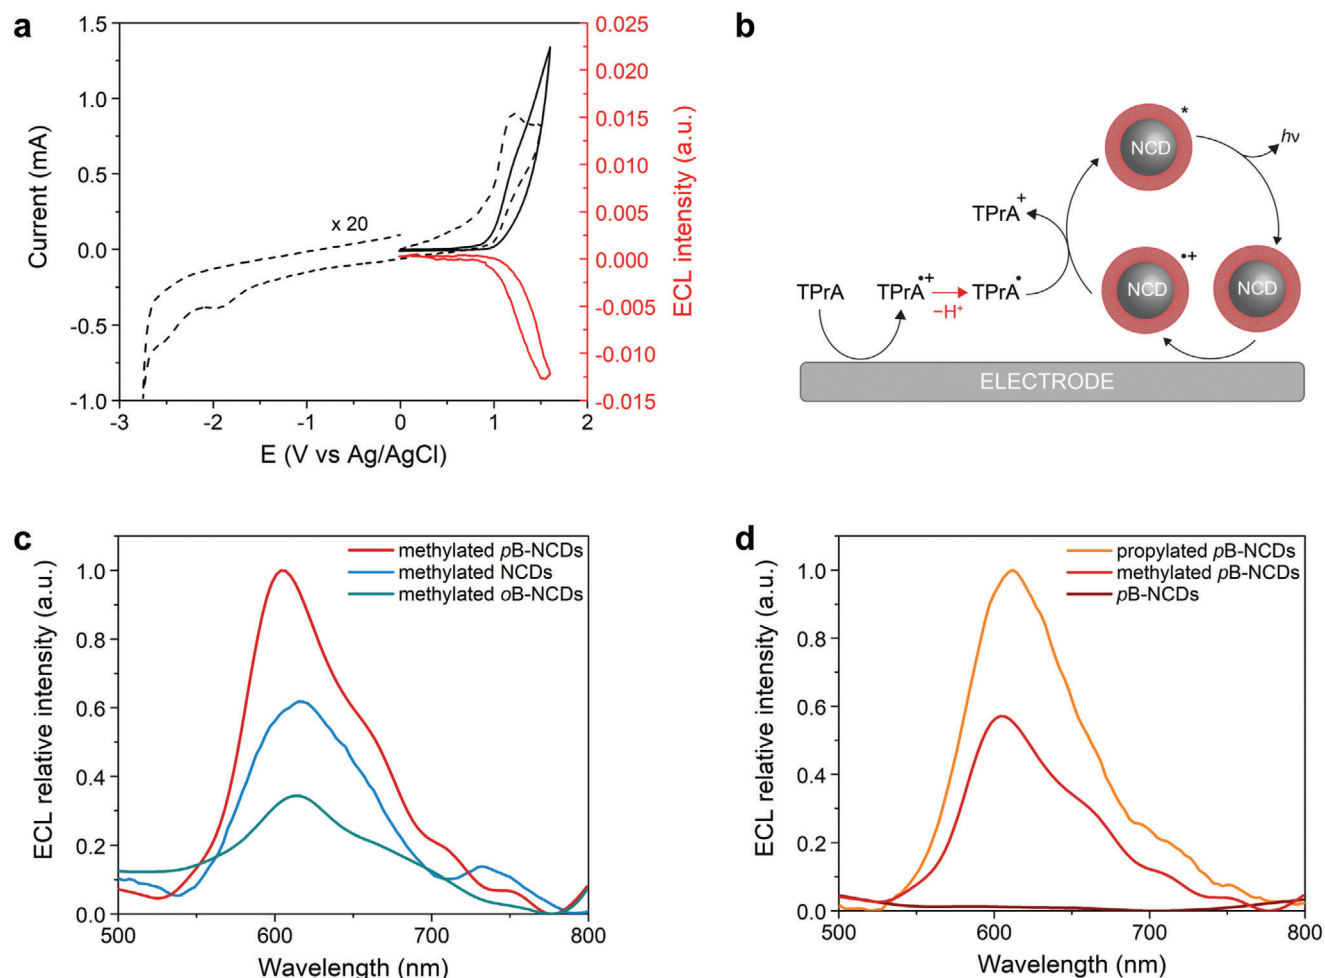 a
1.5
1.0
0.5
0.0
-0.5
-1.0
Current (mA)
-3
-2
-1
0
1
2
E (V vs Ag/AgCl)
x 20
0.025
0.020
0.015
0.010
0.005
0.000
-0.005
-0.010
-0.015
ECL intensity (a.u.)
b
NCD
*
hν
TPrA+
TPrA
TPrA•+
−H+
TPrA•
NCD
•+
NCD
ELECTRODE
c
methylated pB-NCDs
methylated NCDs
methylated oB-NCDs
1.0
0.8
0.6
0.4
0.2
0.0
ECL relative intensity (a.u.)
500
600
700
800
Wavelength (nm)
d
propylated pB-NCDs
methylated pB-NCDs
pB-NCDs
1.0
0.8
0.6
0.4
0.2
0.0
ECL relative intensity (a.u.)
500
600
700
800
Wavelength (nm)